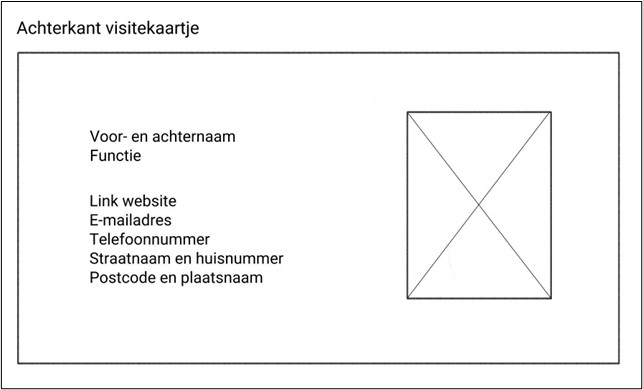 Achterkant visitekaartje
Voor- en achternaam
Functie
Link website
E-mailadres
Telefoonnummer
Straatnaam en huisnummer
Postcode en plaatsnaam